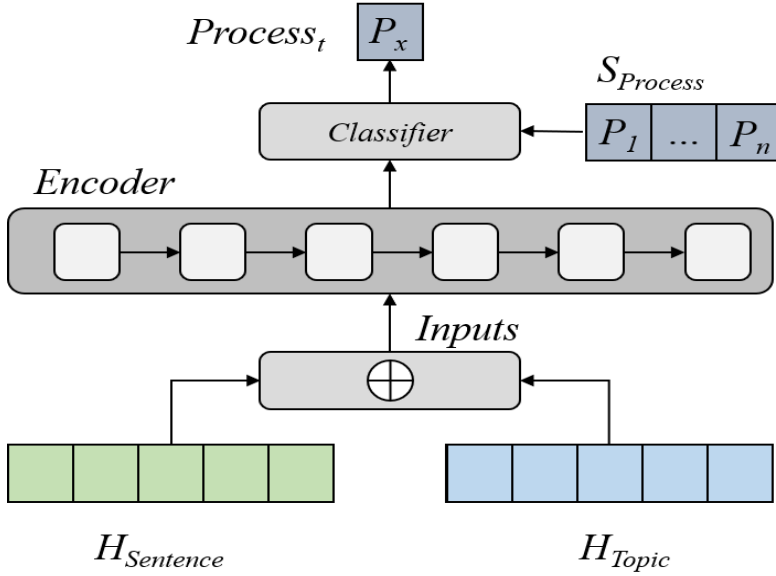 Process_t P_x
S_Process
Classifier P_1 ... P_n
Encoder
Inputs
H_Sentence H_Topic